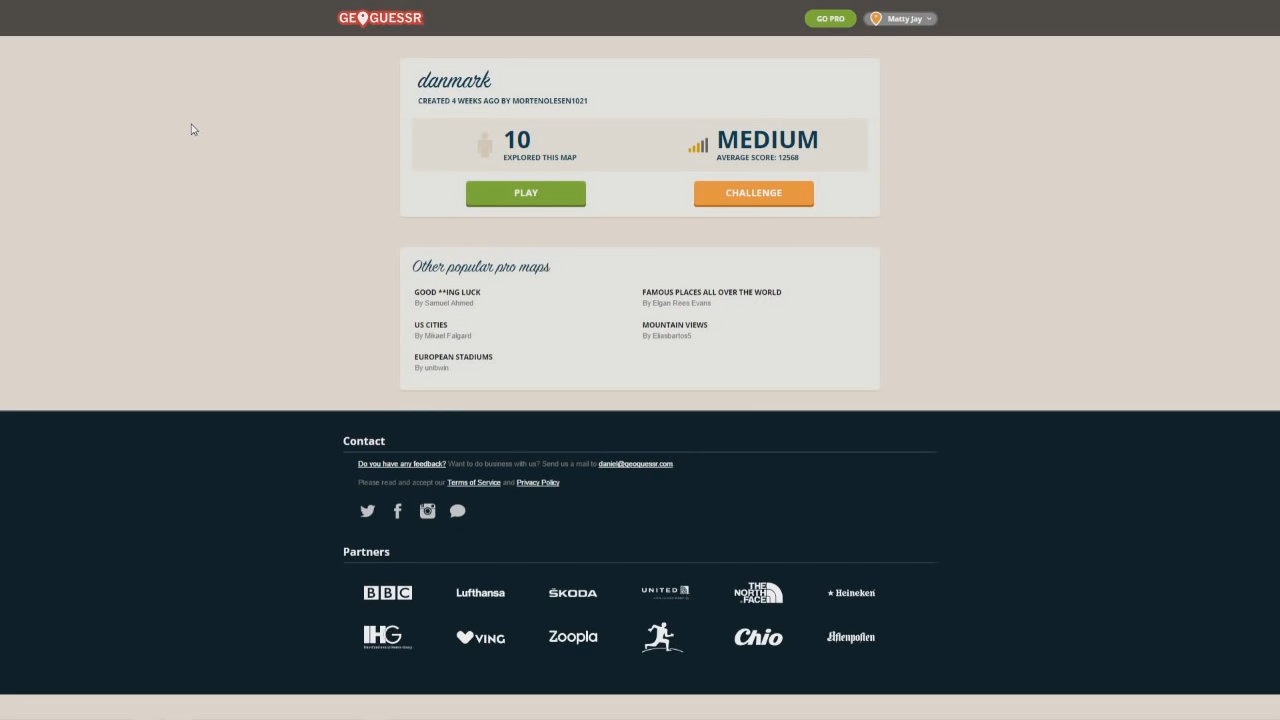 GEOGUESSR
GO PRO
Matty Jay
danmark
CREATED 4 WEEKS AGO BY MORTENOLESEN1021
10
EXPLORED THIS MAP
MEDIUM
AVERAGE SCORE: 12568
PLAY
CHALLENGE
Other popular pro maps
GOOD **ING LUCK
By Samuel Ahmed
FAMOUS PLACES ALL OVER THE WORLD
By Elgan Rees Evans
US CITIES
By Mikael Falgard
MOUNTAIN VIEWS
By Eliasbartos5
EUROPEAN STADIUMS
By unibwin
Contact
Do you have any feedback? Want to do business with us? Send us a mail to daniel@geoguessr.com
Please read and accept our Terms of Service and Privacy Policy
Partners
BBC
Lufthansa
ŠKODA
UNITED
THE NORTH FACE
Heineken
IHG
VING
Zoopla
Chio
Aftenposten